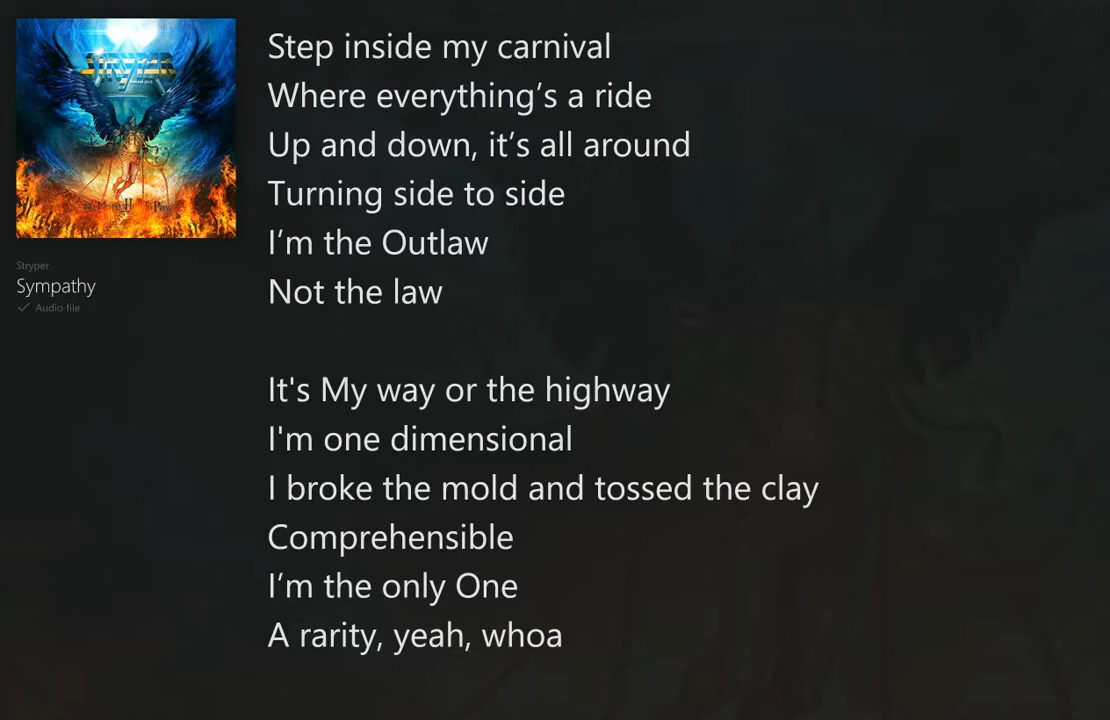 STRYPER
Stryper
Sympathy
Audio file
Step inside my carnival
Where everything’s a ride
Up and down, it’s all around
Turning side to side
I’m the Outlaw
Not the law
It's My way or the highway
I'm one dimensional
I broke the mold and tossed the clay
Comprehensible
I’m the only One
A rarity, yeah, whoa